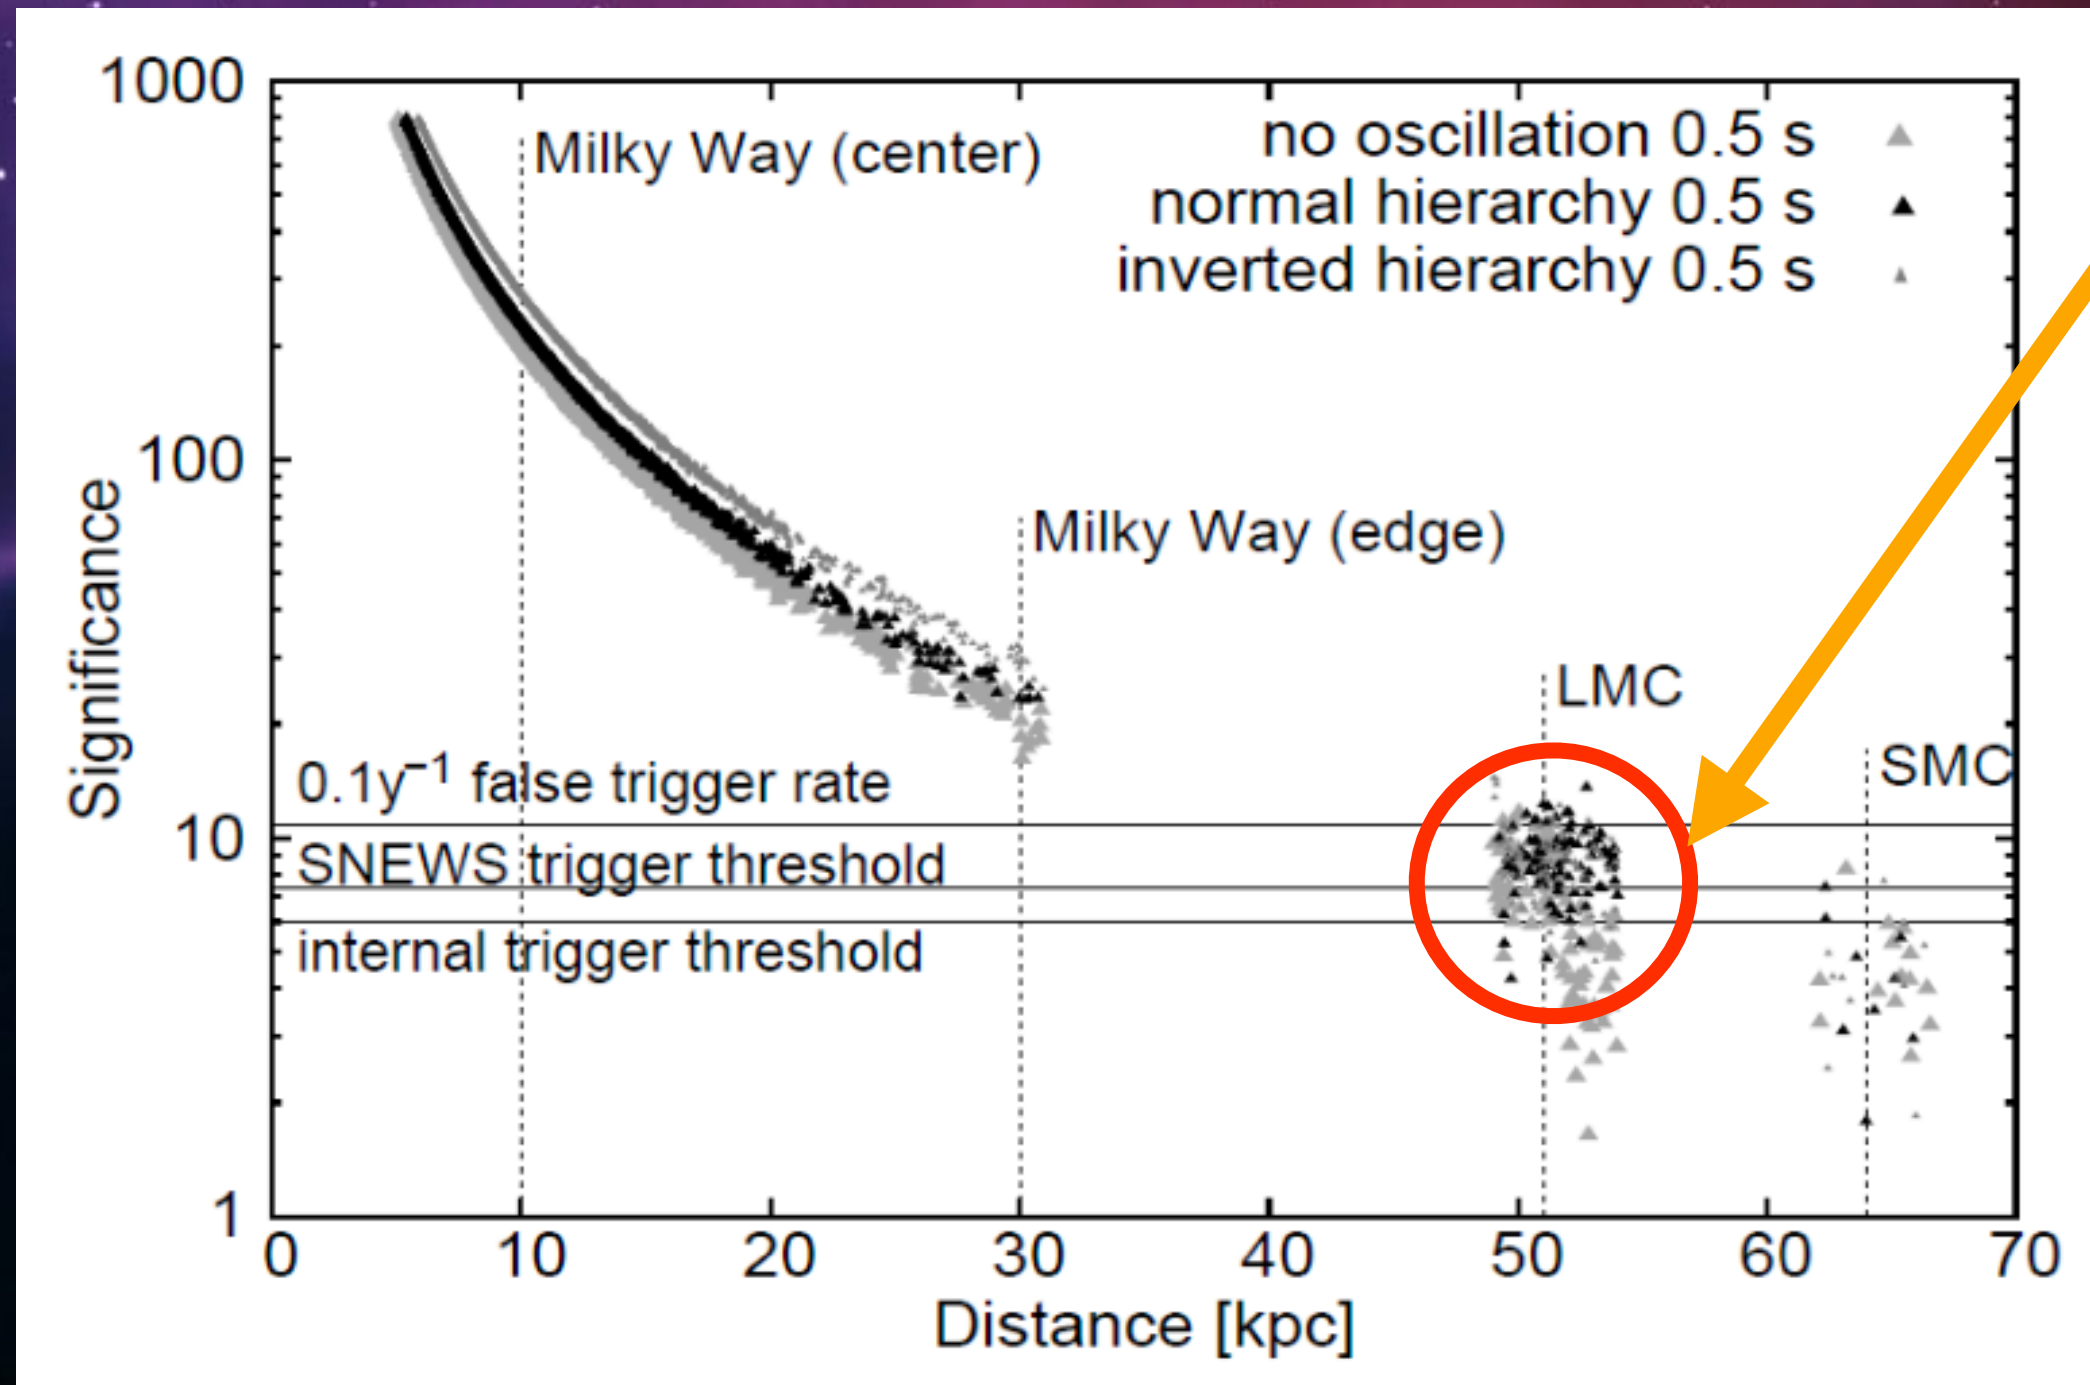 1000
Milky Way (center)
no oscillation 0.5 s
normal hierarchy 0.5 s
inverted hierarchy 0.5 s
100
Significance
Milky Way (edge)
LMC
SMC
0.1y⁻¹ false trigger rate
10
SNEWS trigger threshold
internal trigger threshold
1
0 10 20 30 40 50 60 70
Distance [kpc]